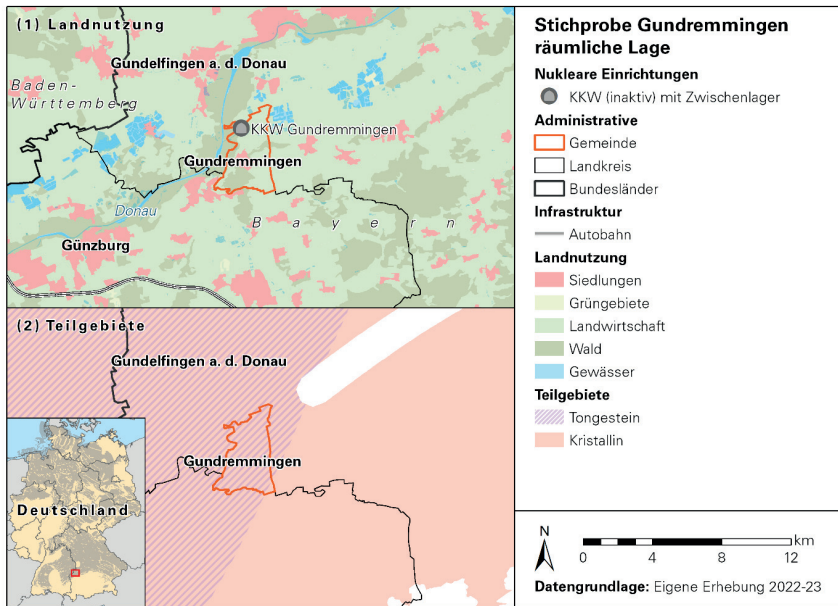 (1) Landnutzung
Gundelfingen a. d. Donau
Baden-
Württemberg
KKW Gundremmingen
Gundremmingen
Donau
Bayern
Günzburg
(2) Teilgebiete
Gundelfingen a. d. Donau
Gundremmingen
Deutschland
Stichprobe Gundremmingen
räumliche Lage
Nukleare Einrichtungen
KKW (inaktiv) mit Zwischenlager
Administrative
Gemeinde
Landkreis
Bundesländer
Infrastruktur
Autobahn
Landnutzung
Siedlungen
Grüngebiete
Landwirtschaft
Wald
Gewässer
Teilgebiete
Tongestein
Kristallin
N
km
0 4 8 12
Datengrundlage: Eigene Erhebung 2022-23